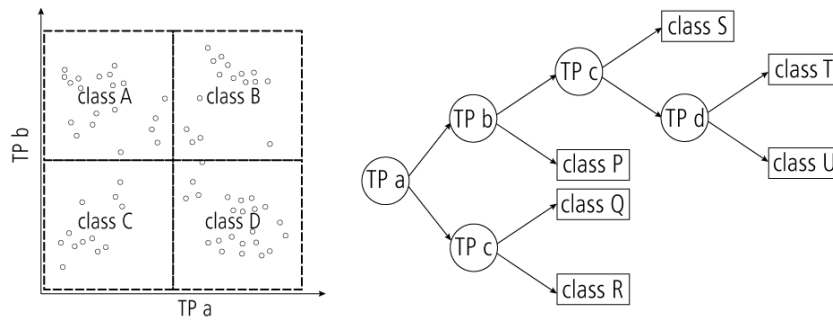 TP b
class A
class B
class C
class D
TP a
TP a
TP b
TP c
TP c
TP d
class S
class T
class U
class P
class Q
class R